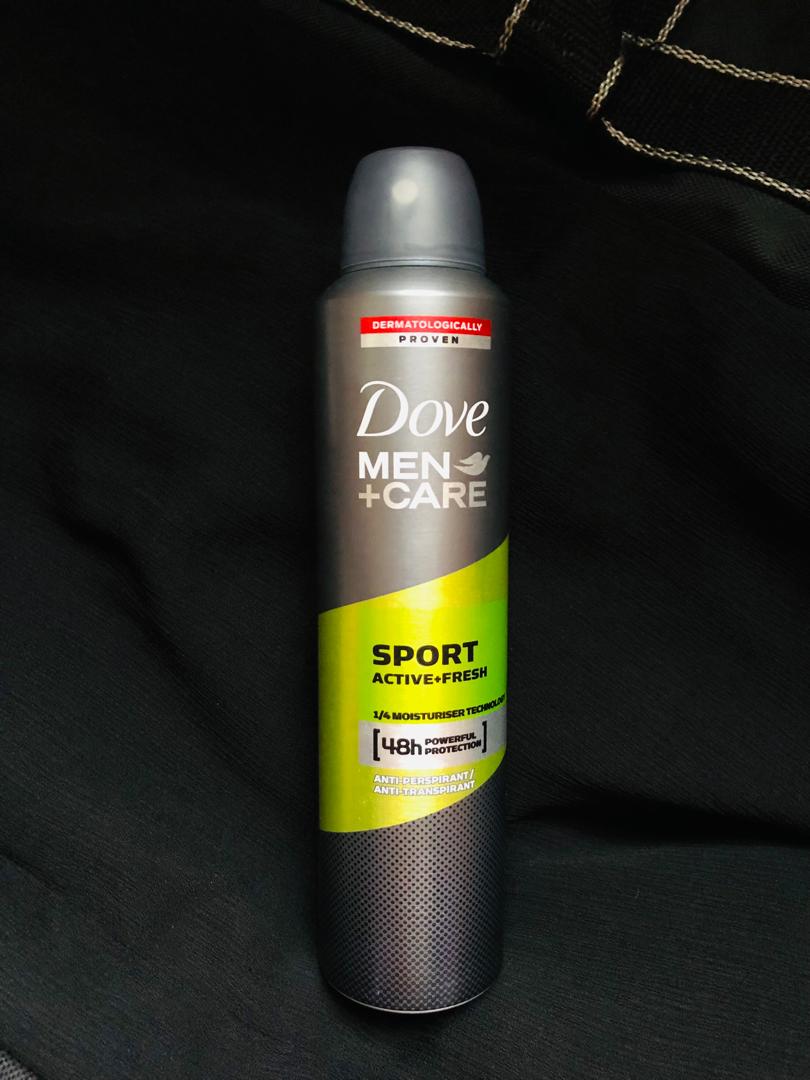 DERMATOLOGICALLY
PROVEN
Dove
MEN
+CARE
SPORT
ACTIVE+FRESH
1/4 MOISTURISER TECHNOLOGY
[48h POWERFUL
PROTECTION]
ANTI-PERSPIRANT/
ANTI-TRANSPIRANT